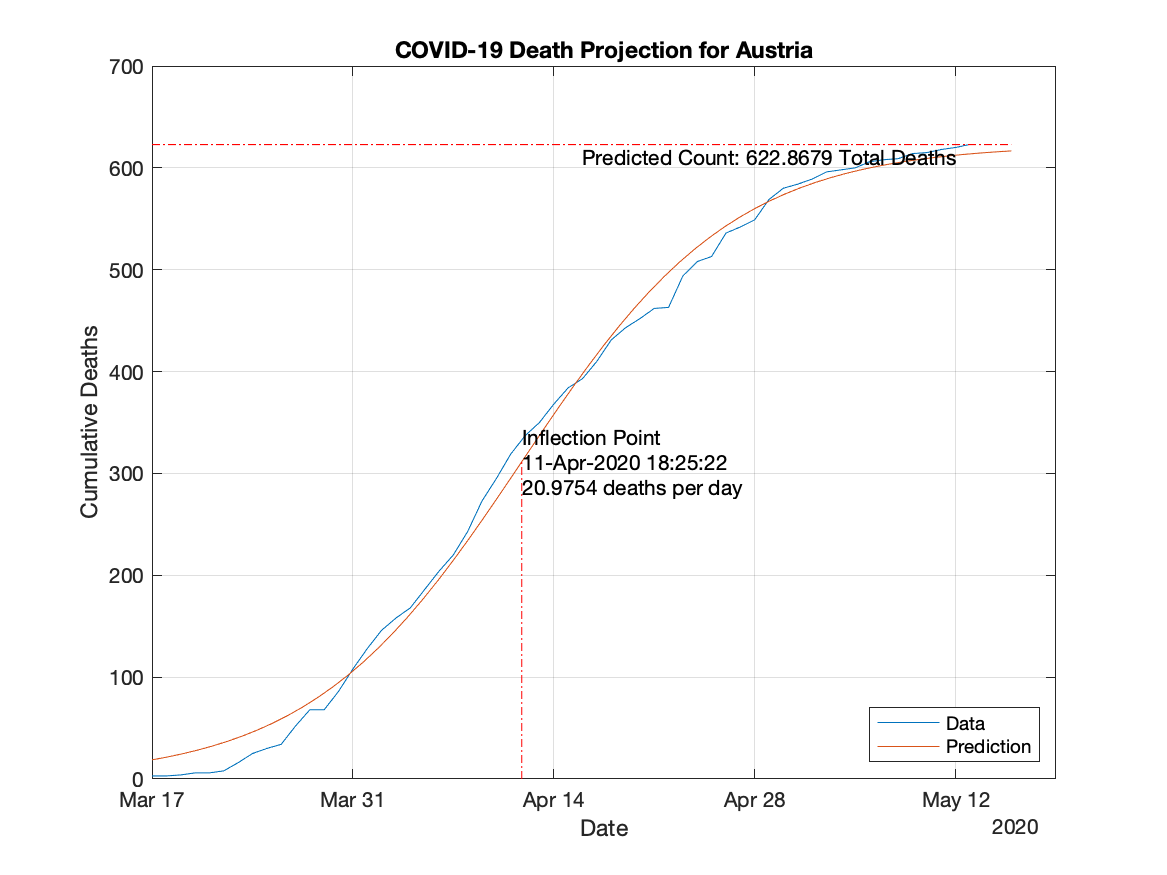 COVID-19 Death Projection for Austria
700
600
500
400
300
200
100
0
Cumulative Deaths
Predicted Count: 622.8679 Total Deaths
Inflection Point
11-Apr-2020 18:25:22
20.9754 deaths per day
Data
Prediction
Mar 17 Mar 31 Apr 14 Apr 28 May 12
Date
2020